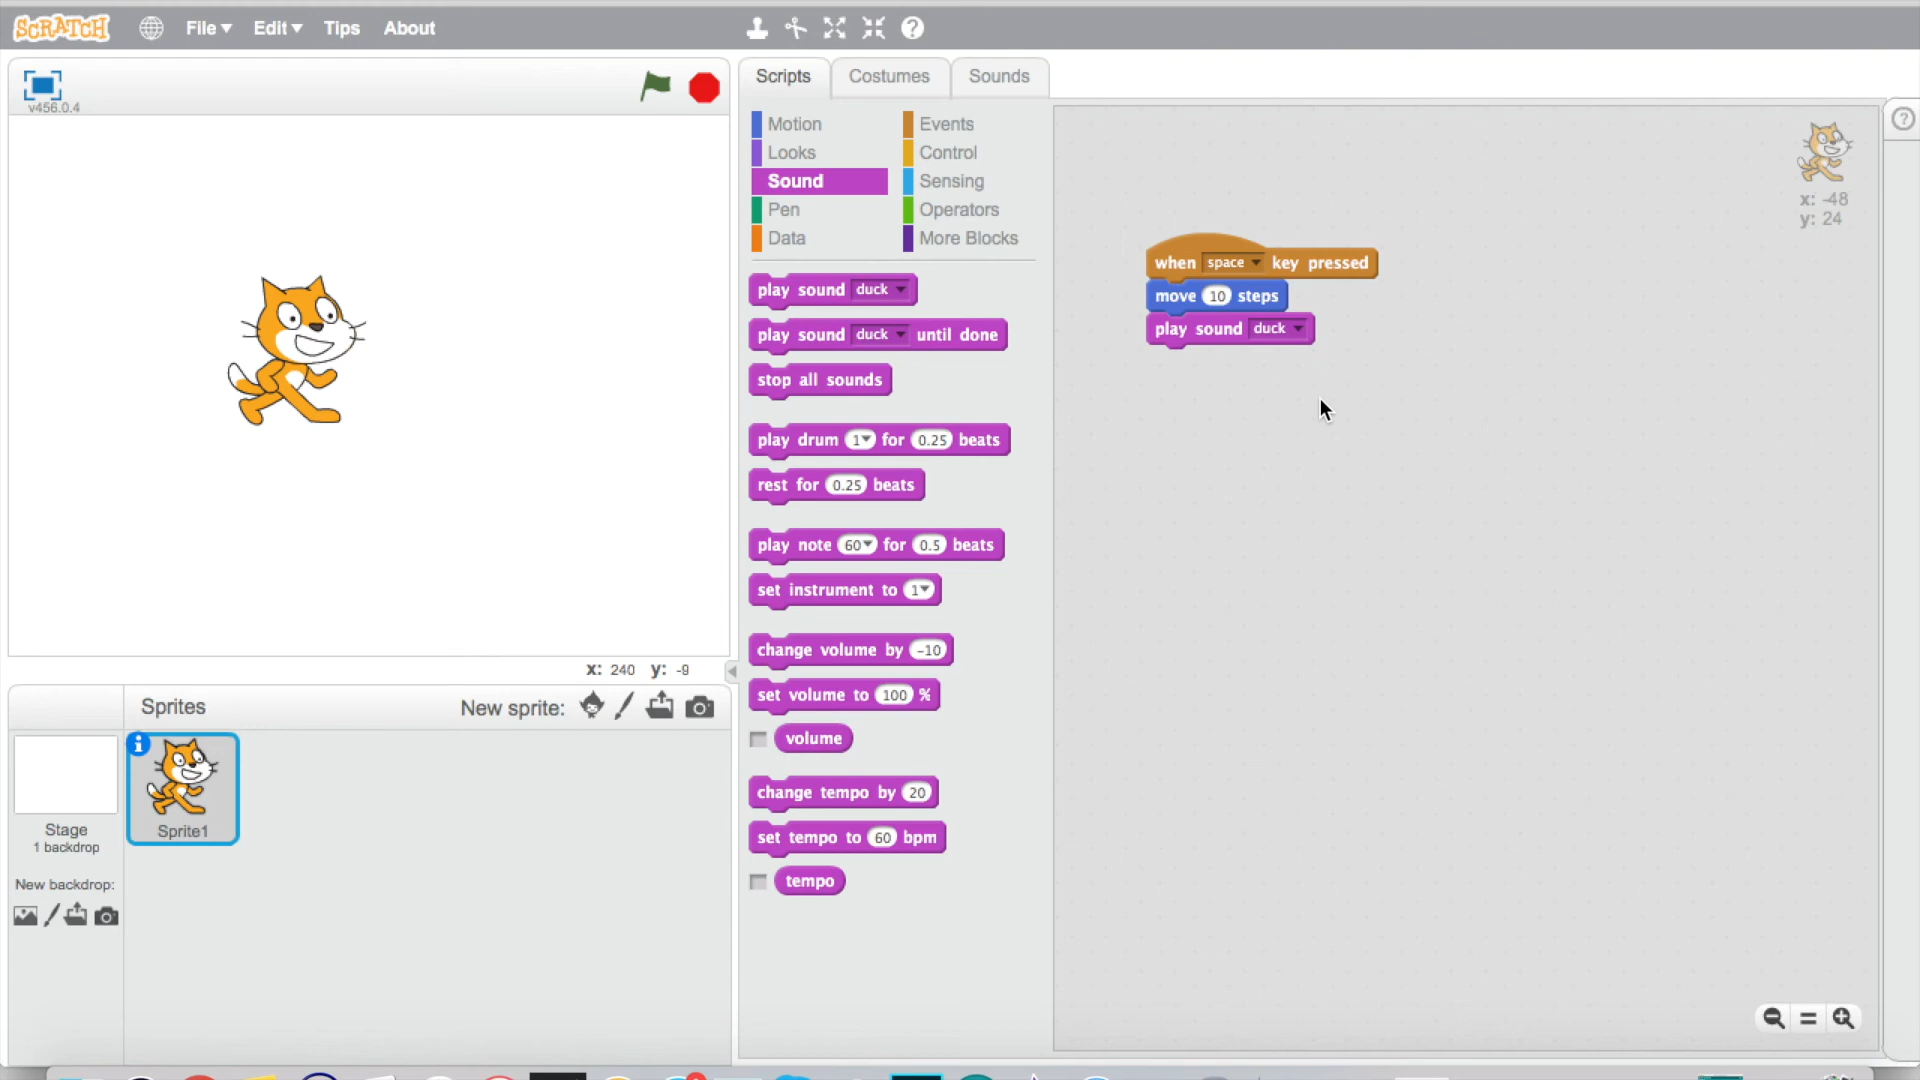 SCRATCH File Edit Tips About
v456.0.4
Scripts Costumes Sounds
Motion Events
Looks Control
Sound Sensing
Pen Operators
Data More Blocks
play sound duck
play sound duck until done
stop all sounds
play drum 1 for 0.25 beats
rest for 0.25 beats
play note 60 for 0.5 beats
set instrument to 1
change volume by -10
set volume to 100 %
volume
change tempo by 20
set tempo to 60 bpm
tempo
when space key pressed
move 10 steps
play sound duck
x: -48
y: 24
x: 240 y: -9
Sprites New sprite:
Sprite1
Stage
1 backdrop
New backdrop: